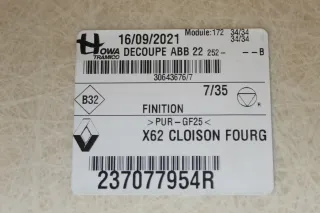 HOWA
TRAMICO
16/09/2021 Module:172 34/34
34/34
DECOUPE ABB 22 252- --B
30643676/7
B32
7/35
FINITION
>PUR-GF25<
X62 CLOISON FOURG
237077954R